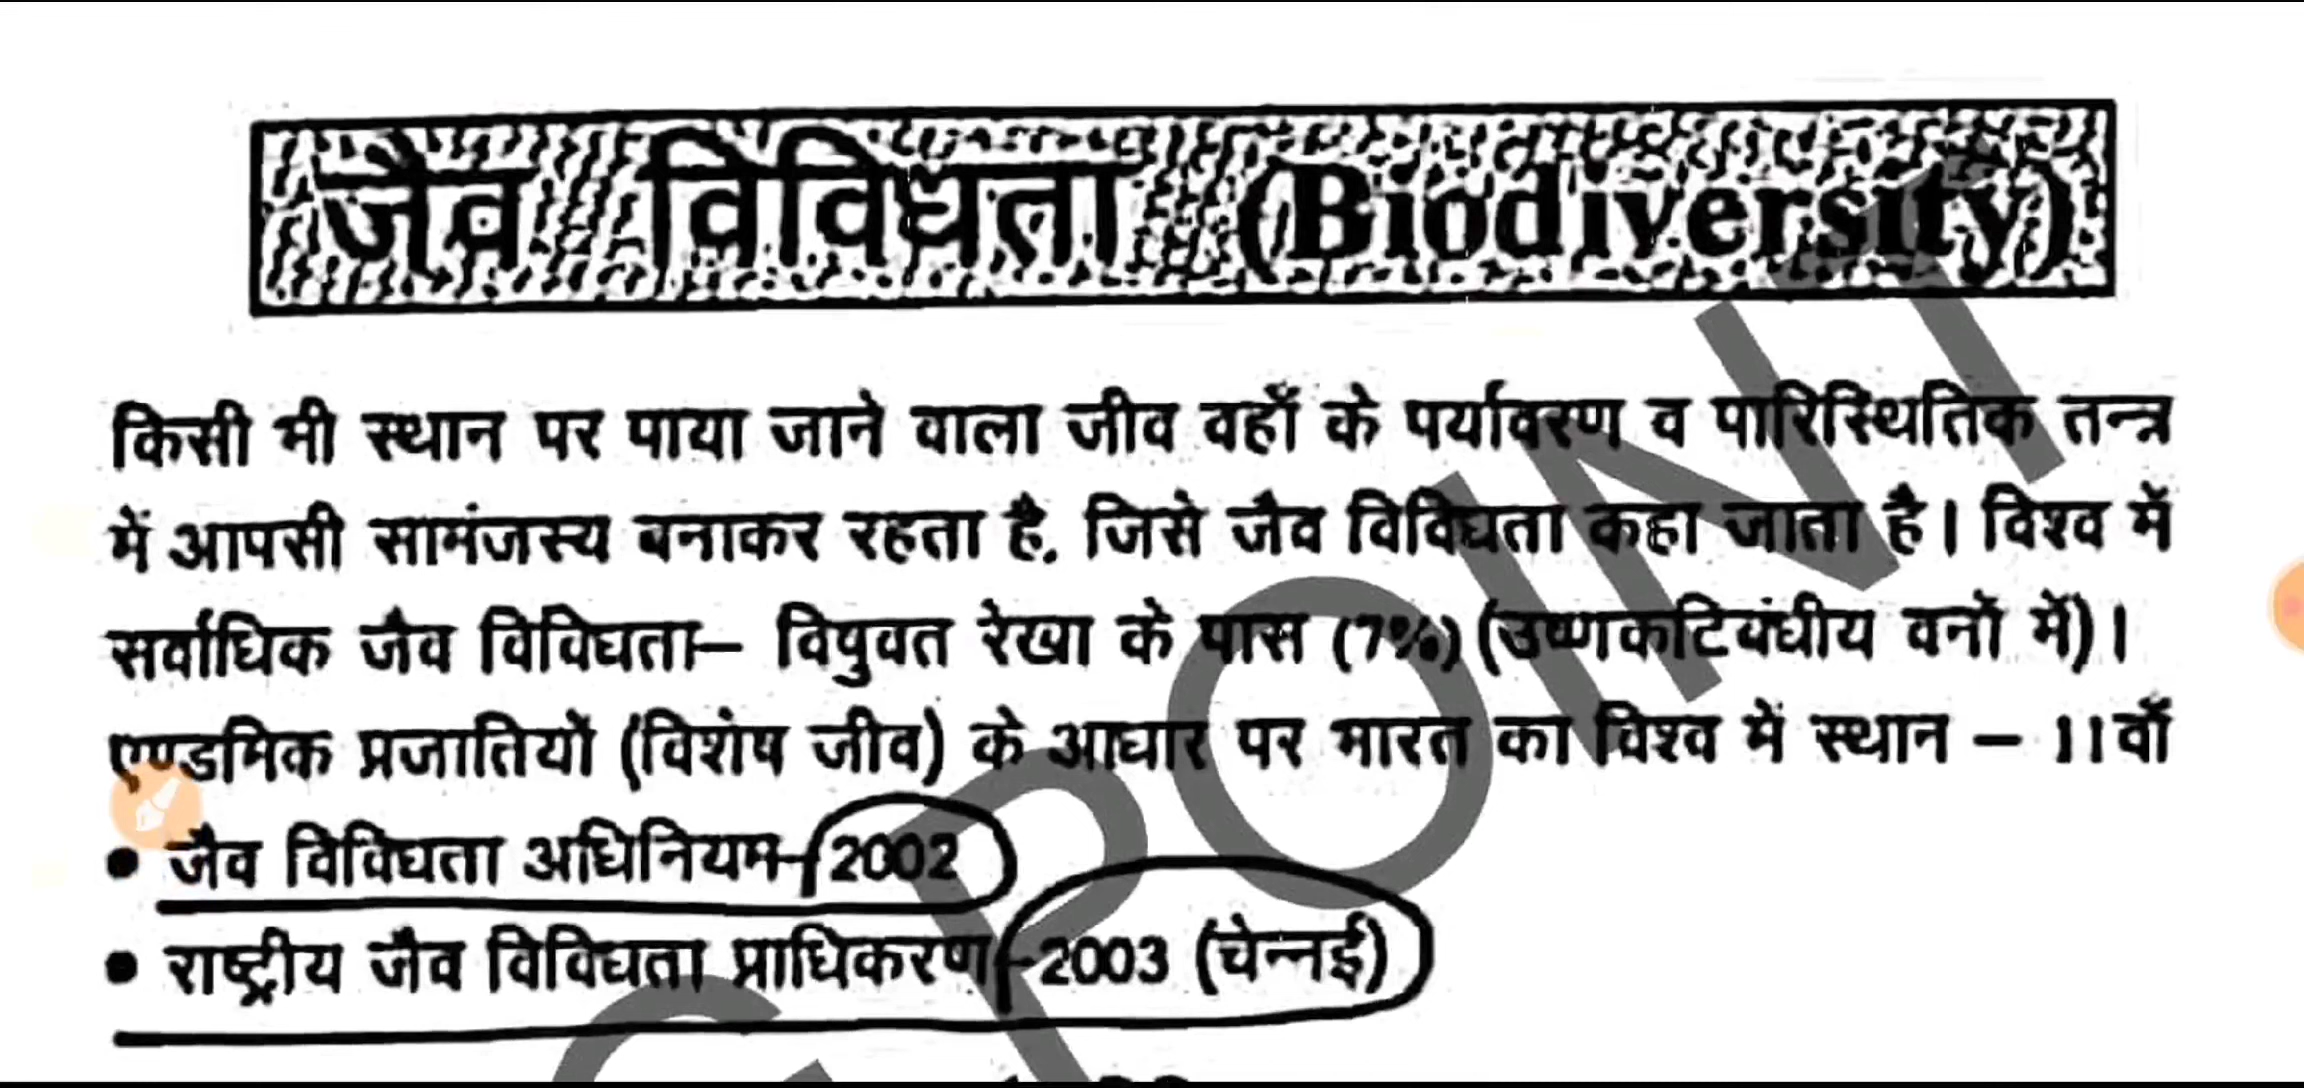 जैव विविधता (Biodiversity)
किसी भी स्थान पर पाया जाने वाला जीव वहाँ के पर्यावरण व पारिस्थितिक तन्त्र
में आपसी सामंजस्य बनाकर रहता है, जिसे जैव विविधता कहा जाता है। विश्व में
सर्वाधिक जैव विविधता– विषुवत रेखा के पास (7%) (उष्णकटिबंधीय वनों में)।
एण्डमिक प्रजातियों (विशेष जीव) के आधार पर भारत का विश्व में स्थान – 11वाँ
• जैव विविधता अधिनियम–2002
• राष्ट्रीय जैव विविधता प्राधिकरण–2003 (चेन्नई)
POINT